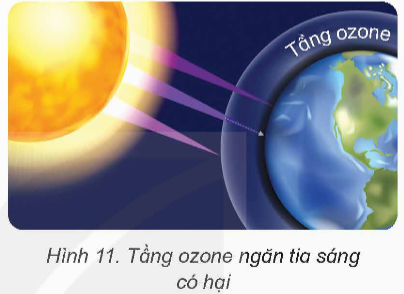 Tầng ozone
Hình 11. Tầng ozone ngăn tia sáng
có hại